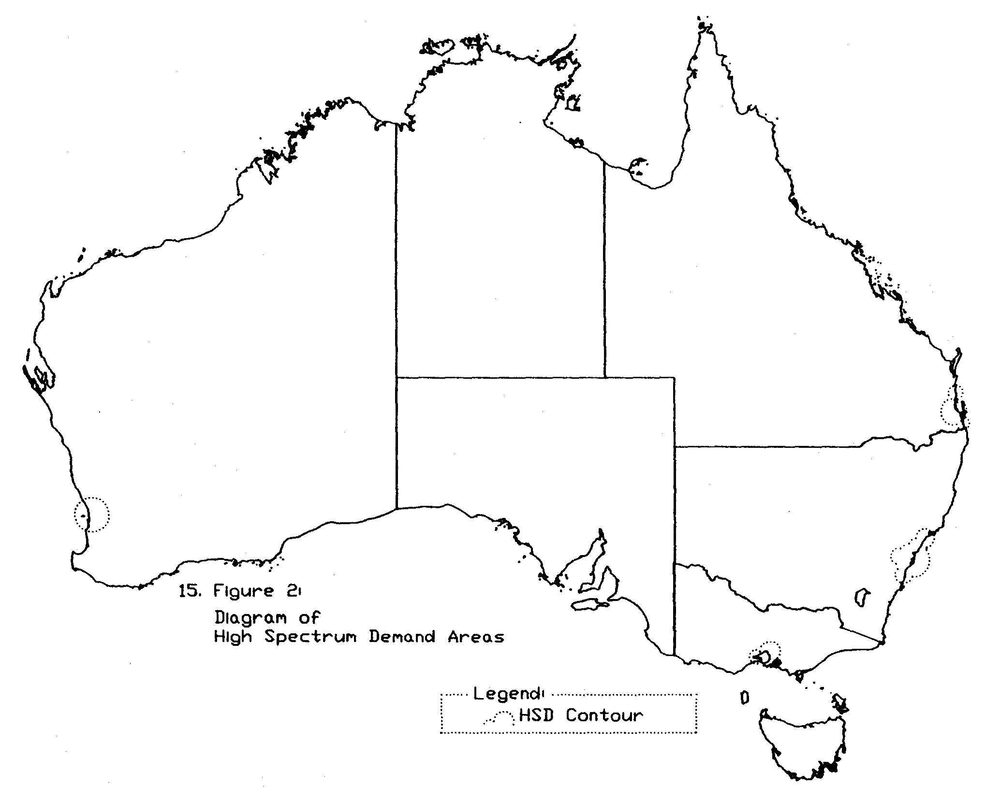 15. Figure 2:
Diagram of
High Spectrum Demand Areas
Legend:
HSD Contour